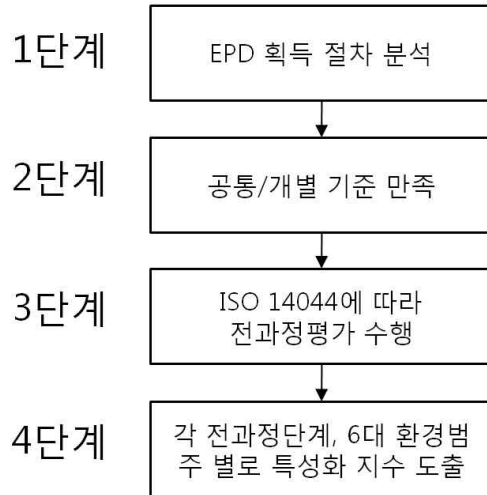 1단계
EPD 획득 절차 분석
2단계
공통/개별 기준 만족
3단계
ISO 14044에 따라
전과정평가 수행
4단계
각 전과정단계, 6대 환경범
주 별로 특성화 지수 도출